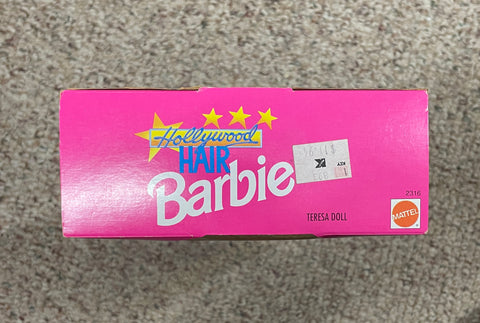 Hollywood
HAIR
Barbie
TERESA DOLL
2316
MATTEL